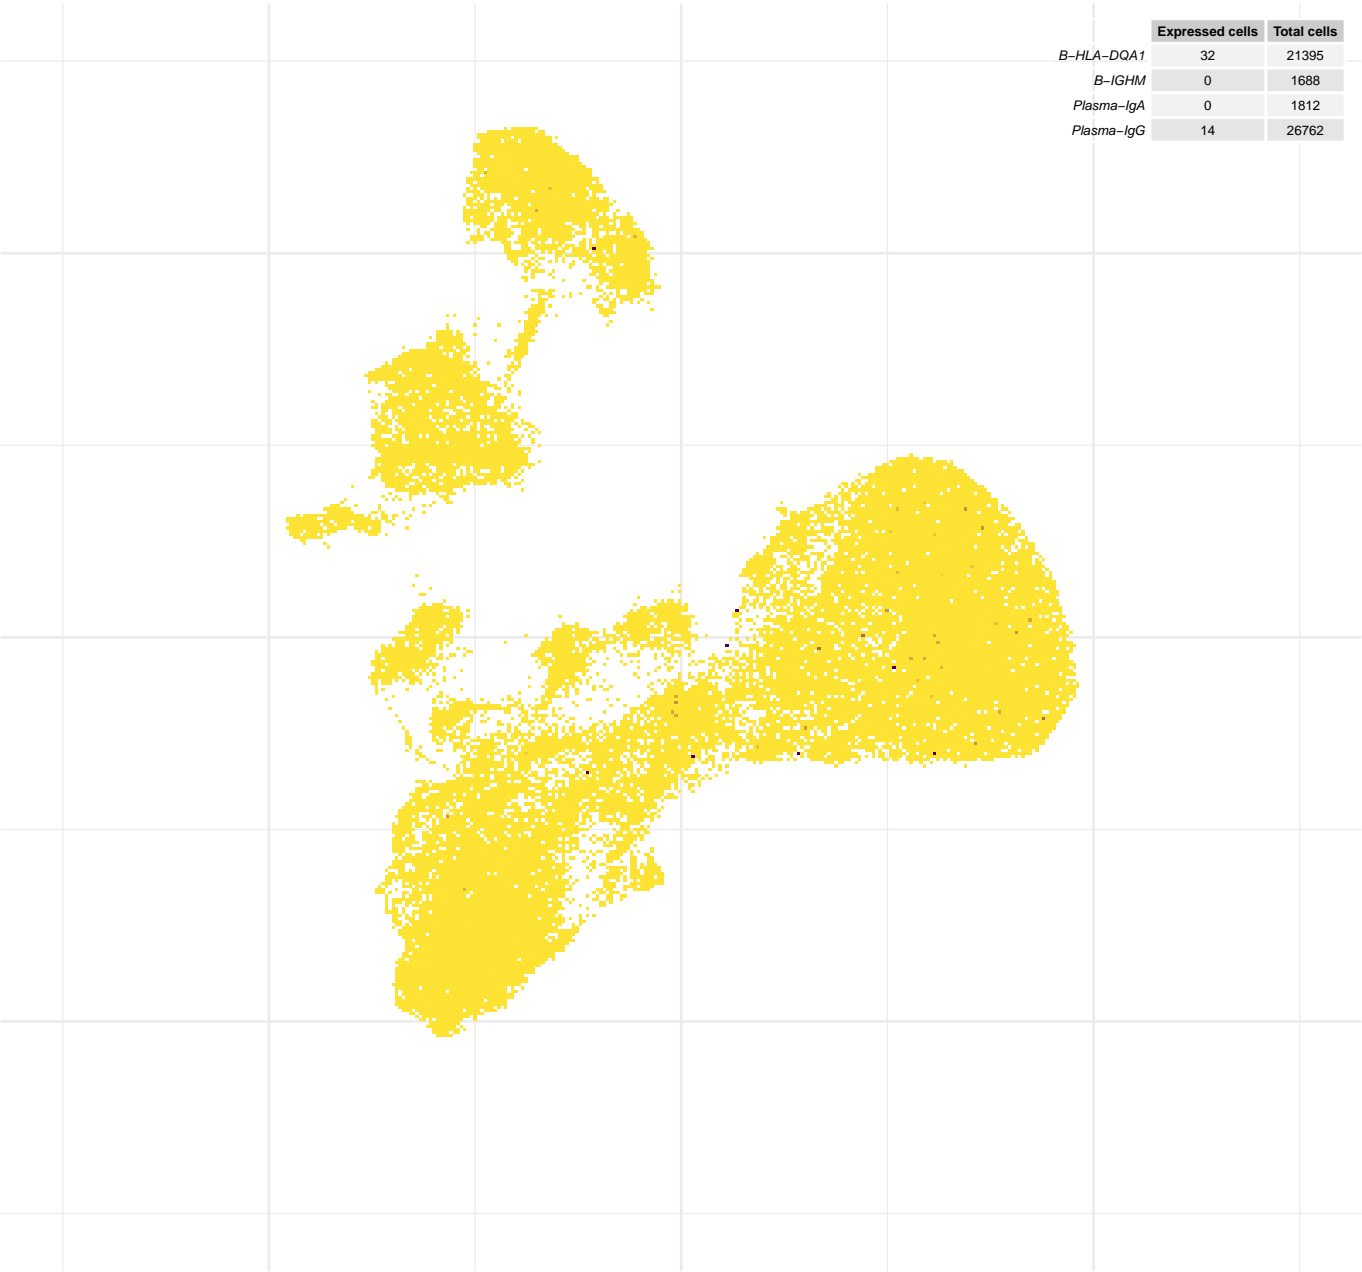 Expressed cells Total cells
B-HLA-DQA1 32 21395
B-IGHM 0 1688
Plasma-IgA 0 1812
Plasma-IgG 14 26762